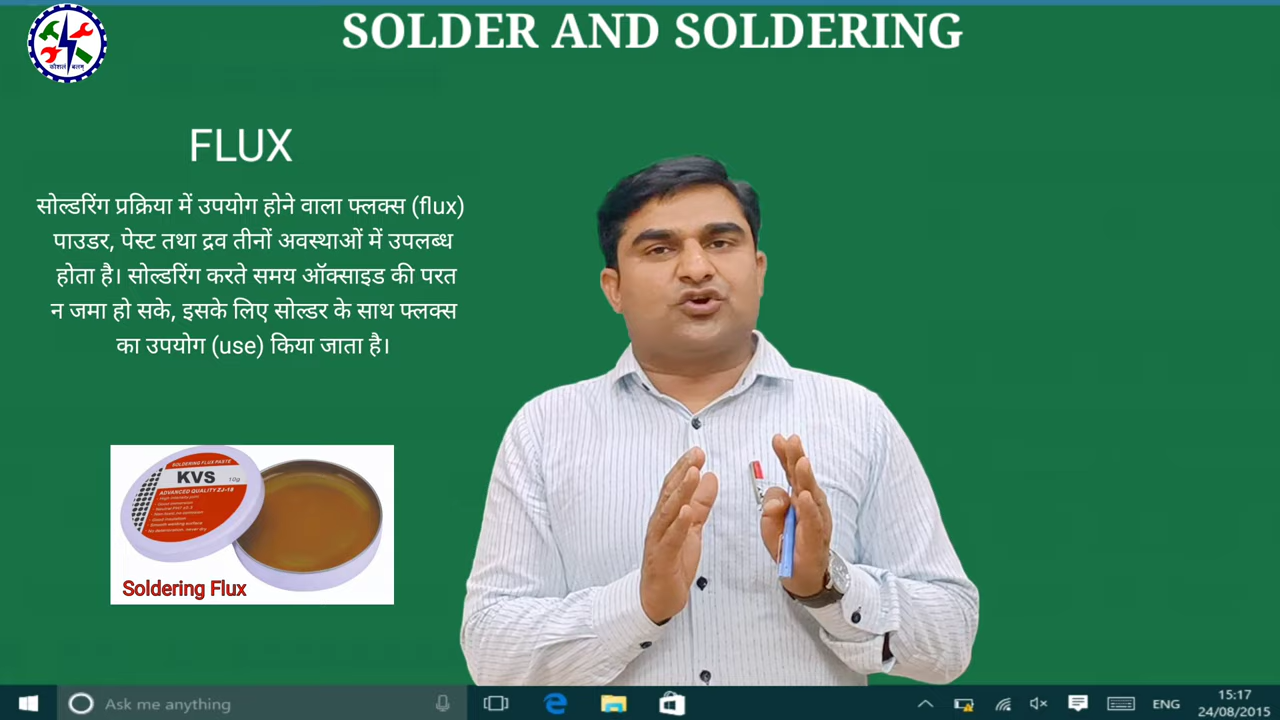 SOLDER AND SOLDERING
कौशलं बलम्
FLUX
सोल्डरिंग प्रक्रिया में उपयोग होने वाला फ्लक्स (flux)
पाउडर, पेस्ट तथा द्रव तीनों अवस्थाओं में उपलब्ध
होता है। सोल्डरिंग करते समय ऑक्साइड की परत
न जमा हो सके, इसके लिए सोल्डर के साथ फ्लक्स
का उपयोग (use) किया जाता है।
SOLDERING FLUX PASTE
KVS 10g
ADVANCED QUALITY ZJ-18
Soldering Flux
Ask me anything
ENG
15:17
24/08/2015